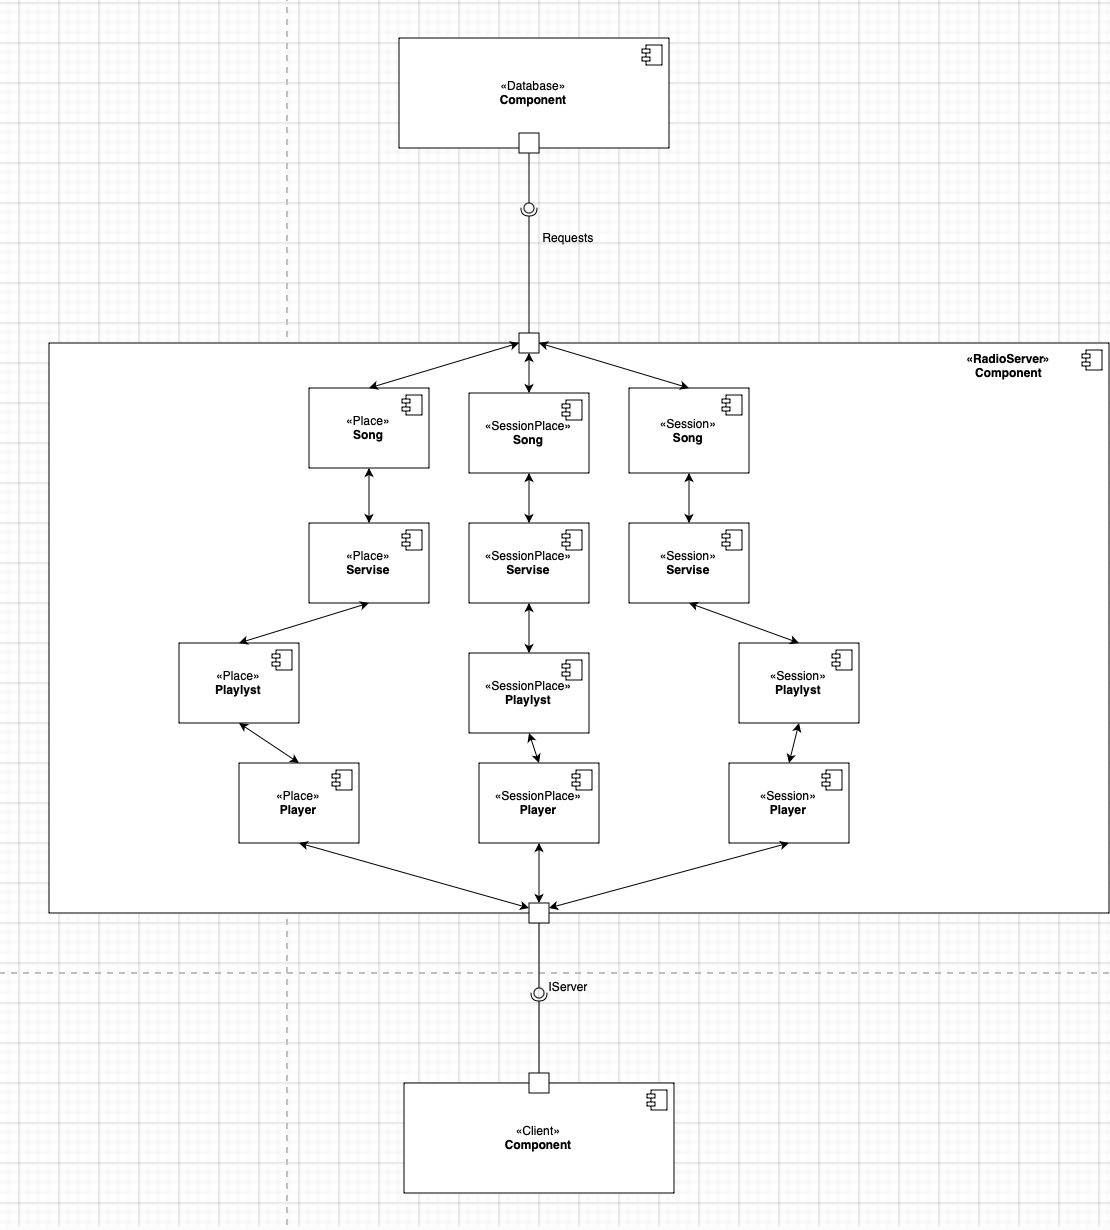 «Database»
Component
Requests
«RadioServer»
Component
«Place»
Song
«SessionPlace»
Song
«Session»
Song
«Place»
Servise
«SessionPlace»
Servise
«Session»
Servise
«Place»
Playlyst
«SessionPlace»
Playlyst
«Session»
Playlyst
«Place»
Player
«SessionPlace»
Player
«Session»
Player
IServer
«Client»
Component